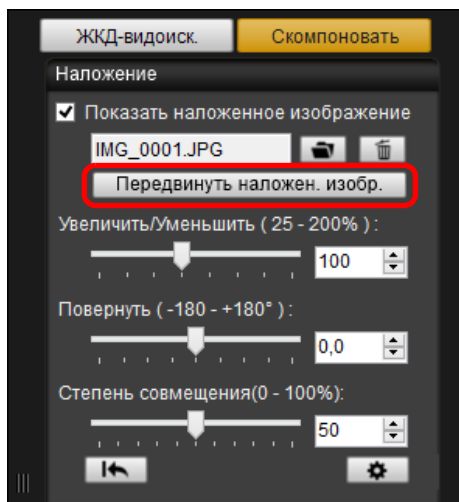 ЖКД-видоиск. Скомпоновать
Наложение
Показать наложенное изображение
IMG_0001.JPG
Передвинуть наложен. изобр.
Увеличить/Уменьшить ( 25 - 200% ) :
100
Повернуть ( -180 - +180° ) :
0,0
Степень совмещения(0 - 100%):
50